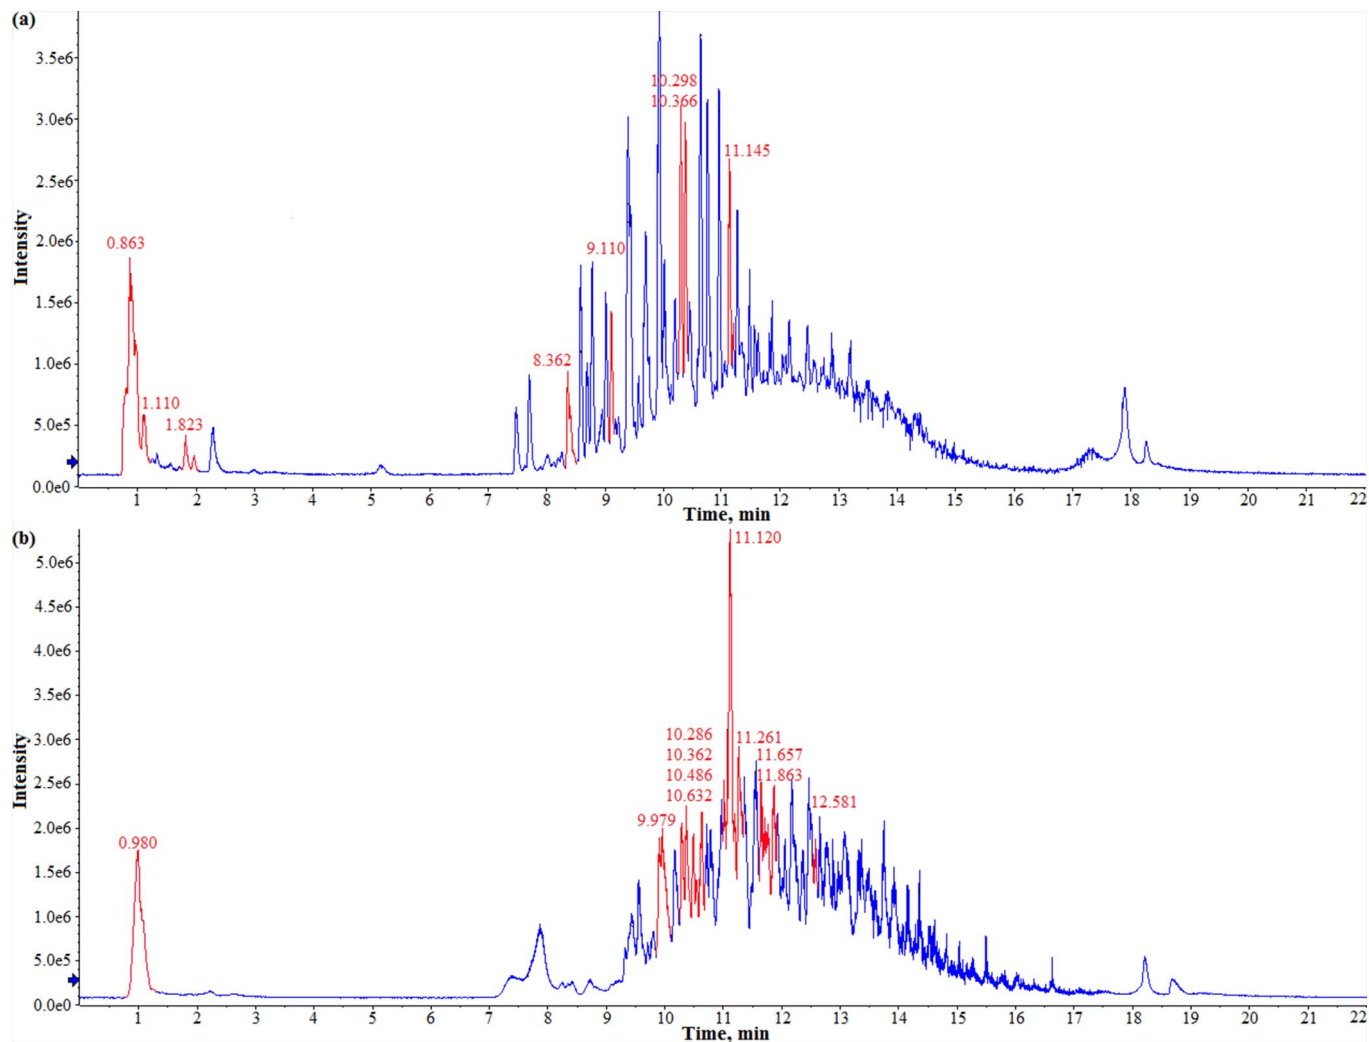 (a)
3.5e6
3.0e6
2.5e6
2.0e6
1.5e6
1.0e6
5.0e5
0.0e0
Intensity
0.863
1.110
1.823
8.362
9.110
10.298
10.366
11.145
1 2 3 4 5 6 7 8 9 10 11 12 13 14 15 16 17 18 19 20 21 22
Time, min
(b)
5.0e6
4.5e6
4.0e6
3.5e6
3.0e6
2.5e6
2.0e6
1.5e6
1.0e6
5.0e5
0.0e0
Intensity
0.980
9.979
10.286
10.362
10.486
10.632
11.120
11.261
11.657
11.863
12.581
1 2 3 4 5 6 7 8 9 10 11 12 13 14 15 16 17 18 19 20 21 22
Time, min